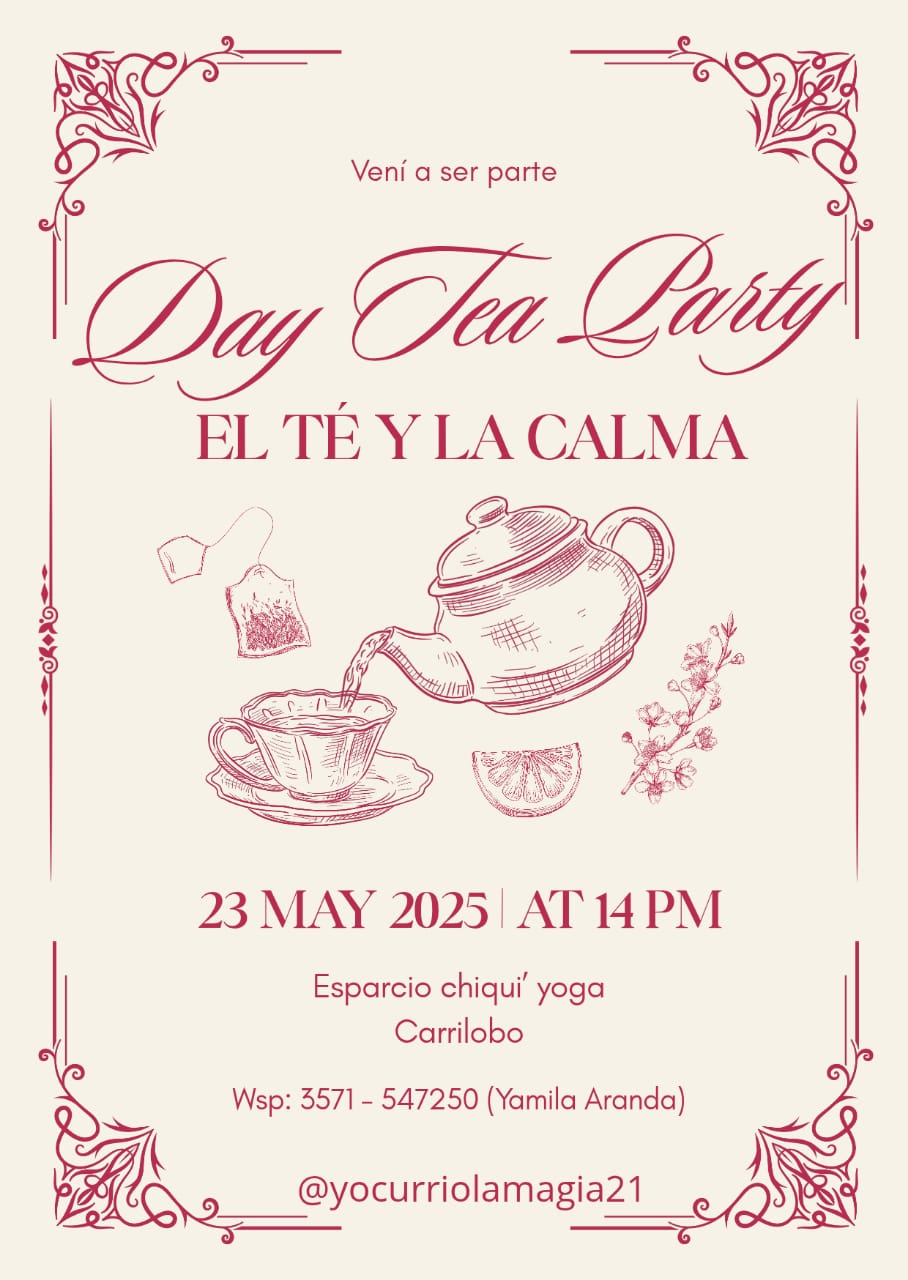 Vení a ser parte
Day Tea Party
EL TÉ Y LA CALMA
23 MAY 2025 | AT 14 PM
Esparcio chiqui’ yoga
Carrilobo
Wsp: 3571 - 547250 (Yamila Aranda)
@yocurriolamagia21